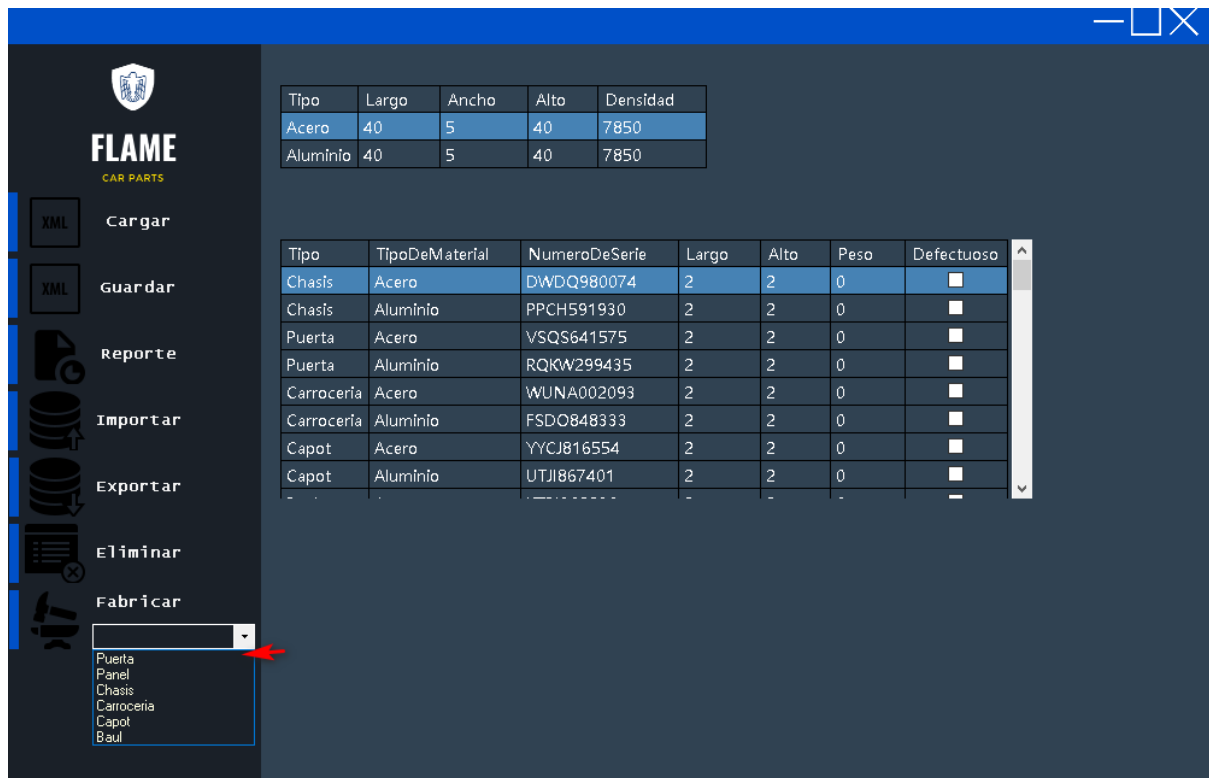 FLAME
CAR PARTS
XML Cargar
XML Guardar
Reporte
Importar
Exportar
Eliminar
Fabricar
Puerta
Panel
Chasis
Carroceria
Capot
Baul
Tipo Largo Ancho Alto Densidad
Acero 40 5 40 7850
Aluminio 40 5 40 7850
Tipo TipoDeMaterial NumeroDeSerie Largo Alto Peso Defectuoso
Chasis Acero DWDQ980074 2 2 0
Chasis Aluminio PPCH591930 2 2 0
Puerta Acero VSQS641575 2 2 0
Puerta Aluminio RQKW299435 2 2 0
Carroceria Acero WUNA002093 2 2 0
Carroceria Aluminio FSDO848333 2 2 0
Capot Acero YYCJ816554 2 2 0
Capot Aluminio UTJI867401 2 2 0